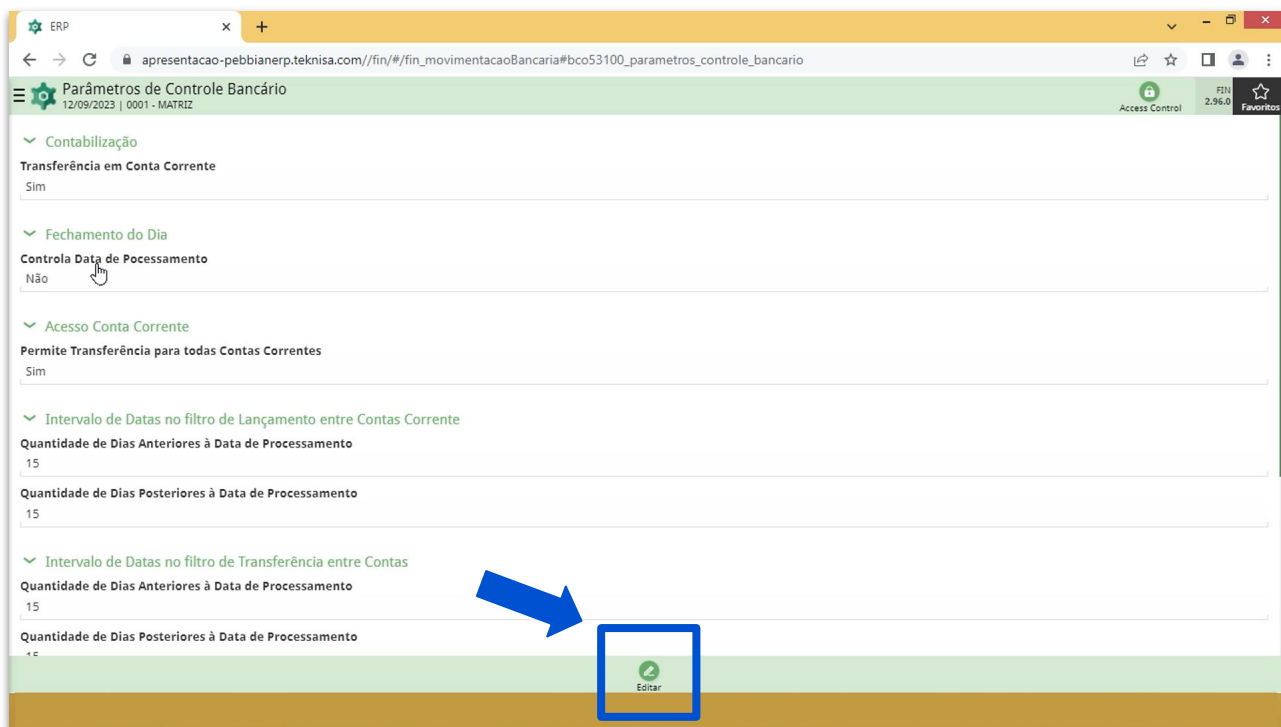 ERP
apresentacao-pebbianerp.teknisa.com//fin/#/fin_movimentacaoBancaria#bco53100_parametros_controle_bancario
Parâmetros de Controle Bancário
12/09/2023 | 0001 - MATRIZ
Access Control
FIN
2.96.0
Favoritos
Contabilização
Transferência em Conta Corrente
Sim
Fechamento do Dia
Controla Data de Pocessamento
Não
Acesso Conta Corrente
Permite Transferência para todas Contas Correntes
Sim
Intervalo de Datas no filtro de Lançamento entre Contas Corrente
Quantidade de Dias Anteriores à Data de Processamento
15
Quantidade de Dias Posteriores à Data de Processamento
15
Intervalo de Datas no filtro de Transferência entre Contas
Quantidade de Dias Anteriores à Data de Processamento
15
Quantidade de Dias Posteriores à Data de Processamento
15
Editar